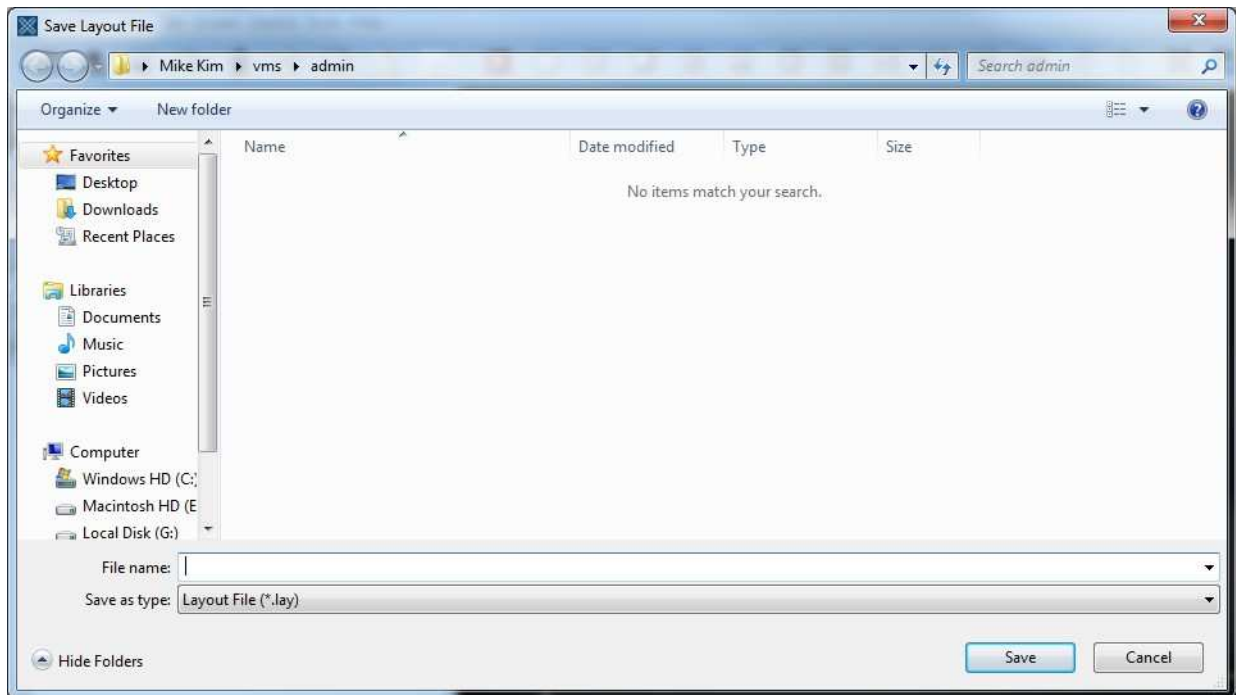 Save Layout File
Mike Kim vms admin
Search admin
Organize New folder
Name Date modified Type Size
No items match your search.
Favorites
Desktop
Downloads
Recent Places
Libraries
Documents
Music
Pictures
Videos
Computer
Windows HD (C:)
Macintosh HD (E
Local Disk (G:)
File name:
Save as type: Layout File (*.lay)
Hide Folders
Save Cancel